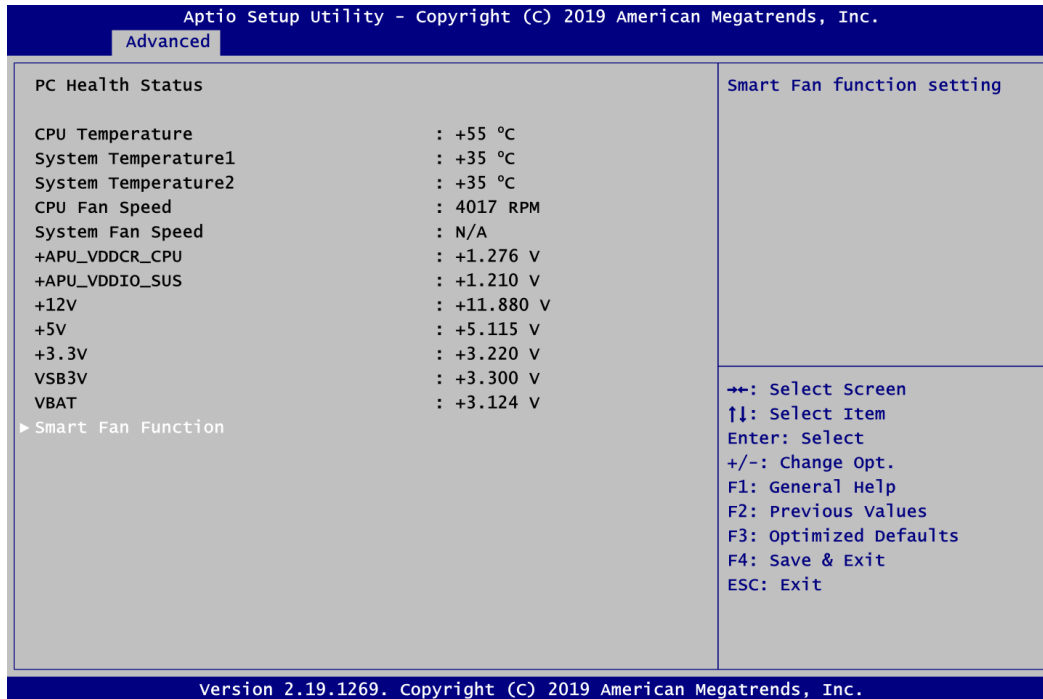 Aptio Setup Utility - Copyright (C) 2019 American Megatrends, Inc.
Advanced
PC Health Status
CPU Temperature : +55 ºC
System Temperature1 : +35 ºC
System Temperature2 : +35 ºC
CPU Fan Speed : 4017 RPM
System Fan Speed : N/A
+APU_VDDCR_CPU : +1.276 V
+APU_VDDIO_SUS : +1.210 V
+12V : +11.880 V
+5V : +5.115 V
+3.3V : +3.220 V
VSB3V : +3.300 V
VBAT : +3.124 V
▶ Smart Fan Function
Smart Fan function setting
→←: Select Screen
↑↓: Select Item
Enter: Select
+/-: Change Opt.
F1: General Help
F2: Previous Values
F3: Optimized Defaults
F4: Save & Exit
ESC: Exit
Version 2.19.1269. Copyright (C) 2019 American Megatrends, Inc.